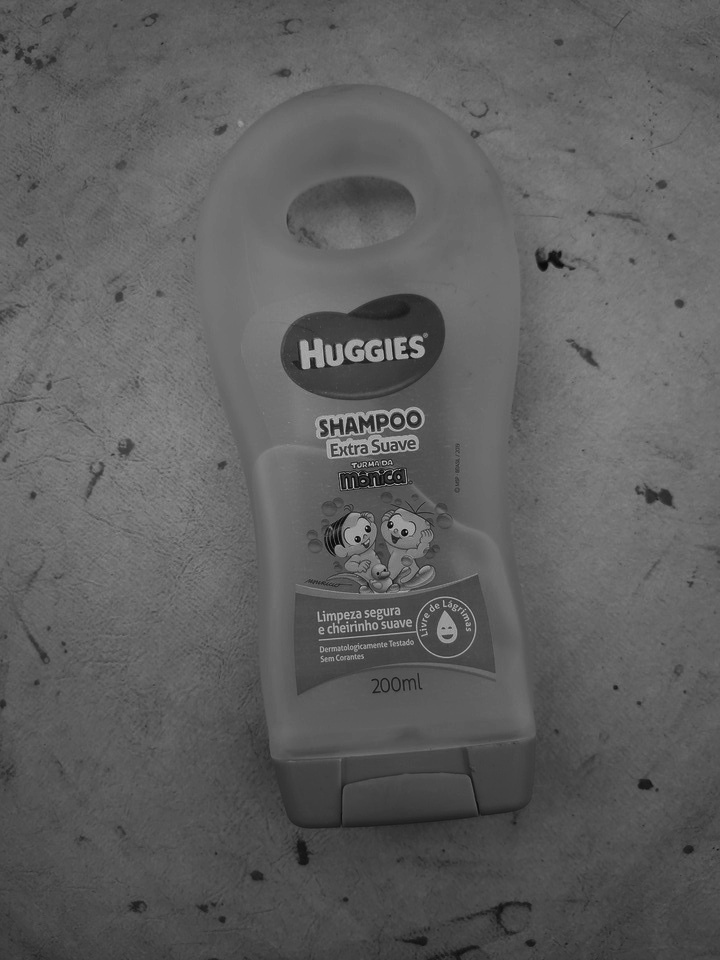 HUGGIES®
SHAMPOO
Extra Suave
TURMA DA
MôNiCa
Limpeza segura
e cheirinho suave
Dermatologicamente Testado
Sem Corantes
Livre de Lágrimas
200ml